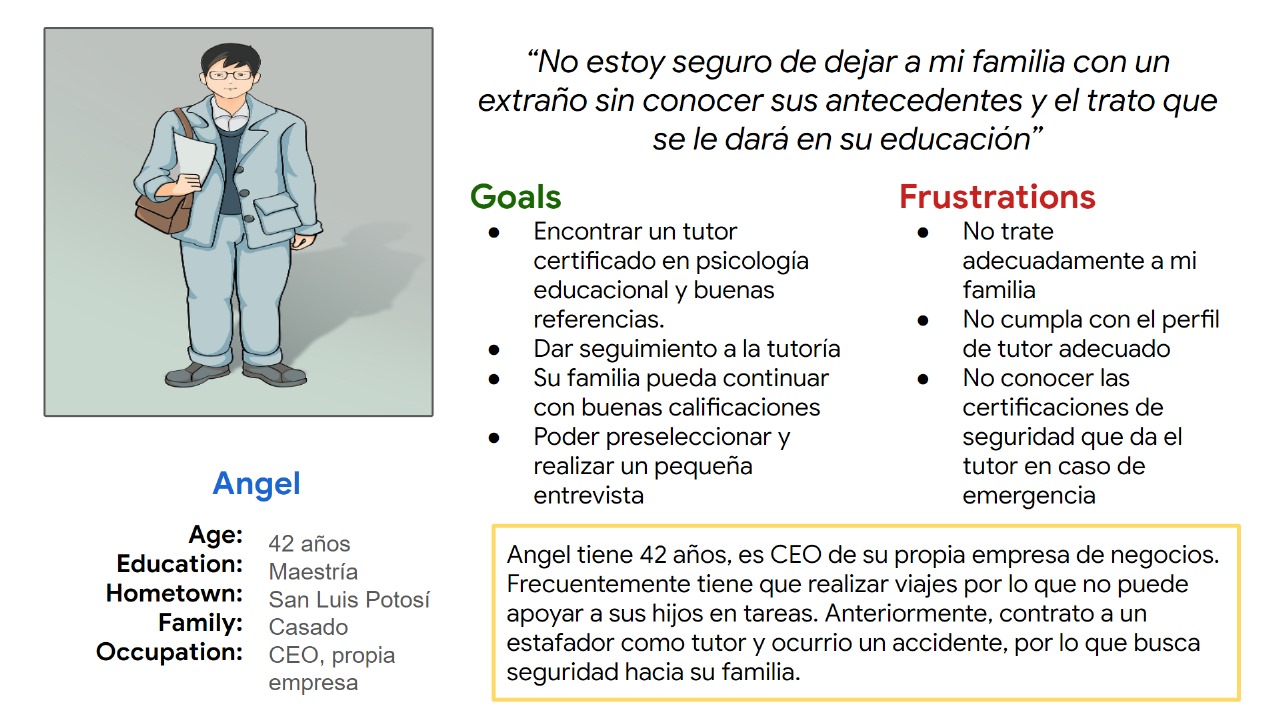 “No estoy seguro de dejar a mi familia con un
extraño sin conocer sus antecedentes y el trato que
se le dará en su educación”
Goals
● Encontrar un tutor
certificado en psicología
educacional y buenas
referencias.
● Dar seguimiento a la tutoría
● Su familia pueda continuar
con buenas calificaciones
● Poder preseleccionar y
realizar un pequeña
entrevista
Frustrations
● No trate
adecuadamente a mi
familia
● No cumpla con el perfil
de tutor adecuado
● No conocer las
certificaciones de
seguridad que da el
tutor en caso de
emergencia
Angel
Age: 42 años
Education: Maestría
Hometown: San Luis Potosí
Family: Casado
Occupation: CEO, propia
empresa
Angel tiene 42 años, es CEO de su propia empresa de negocios.
Frecuentemente tiene que realizar viajes por lo que no puede
apoyar a sus hijos en tareas. Anteriormente, contrato a un
estafador como tutor y ocurrio un accidente, por lo que busca
seguridad hacia su familia.